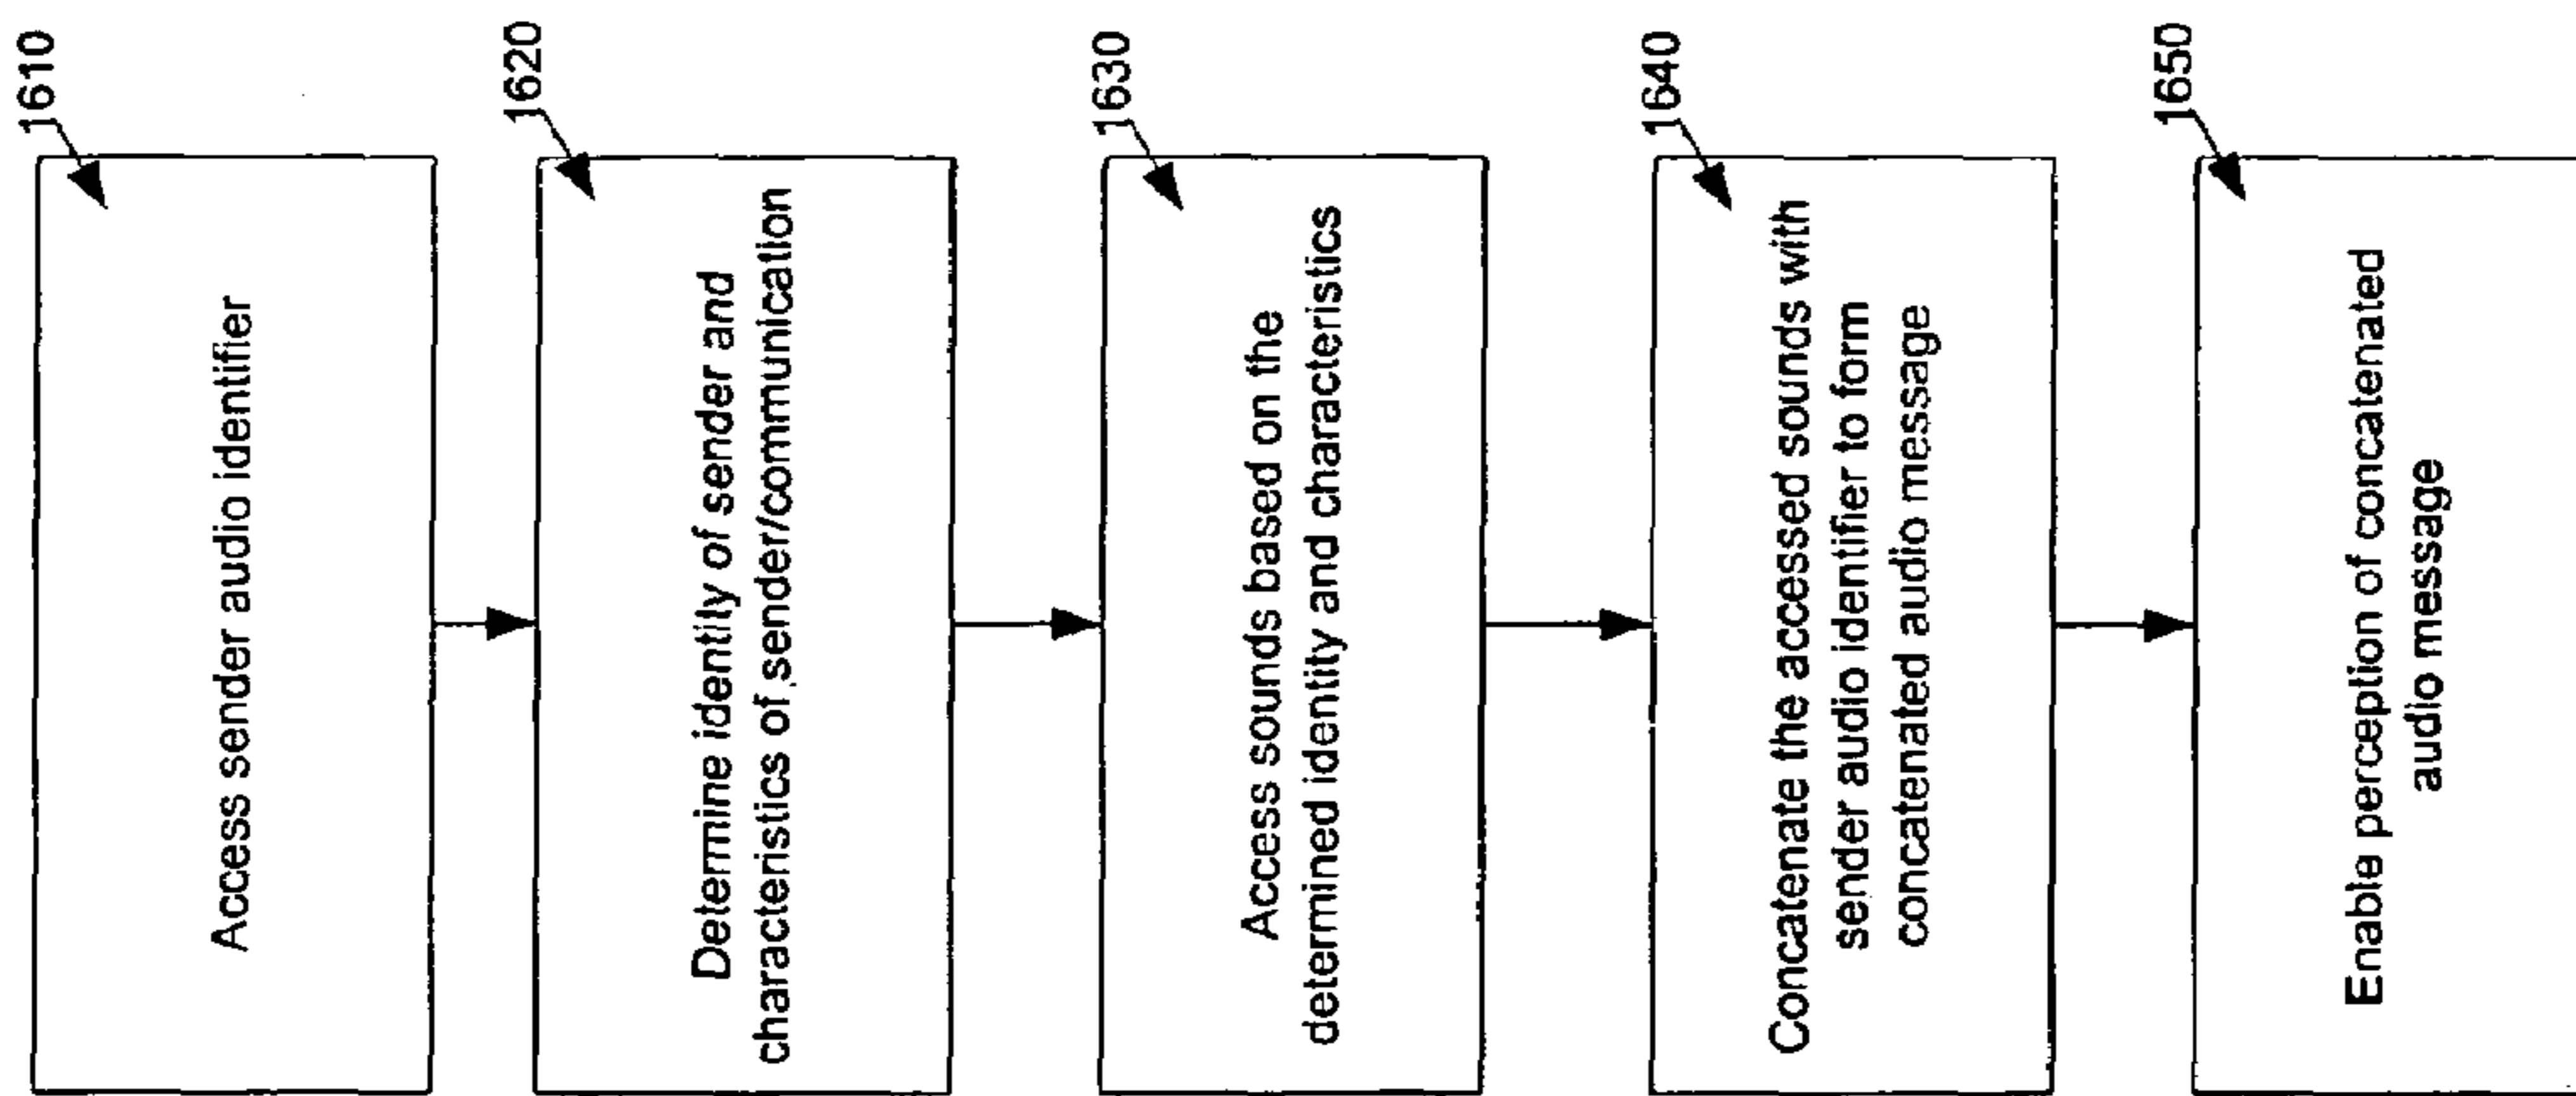 1610
Access sender audio identifier
1620
Determine identity of sender and
characteristics of sender/communication
1630
Access sounds based on the
determined identity and characteristics
1640
Concatenate the accessed sounds with
sender audio identifier to form
concatenated audio message
1650
Enable perception of concatenated
audio message